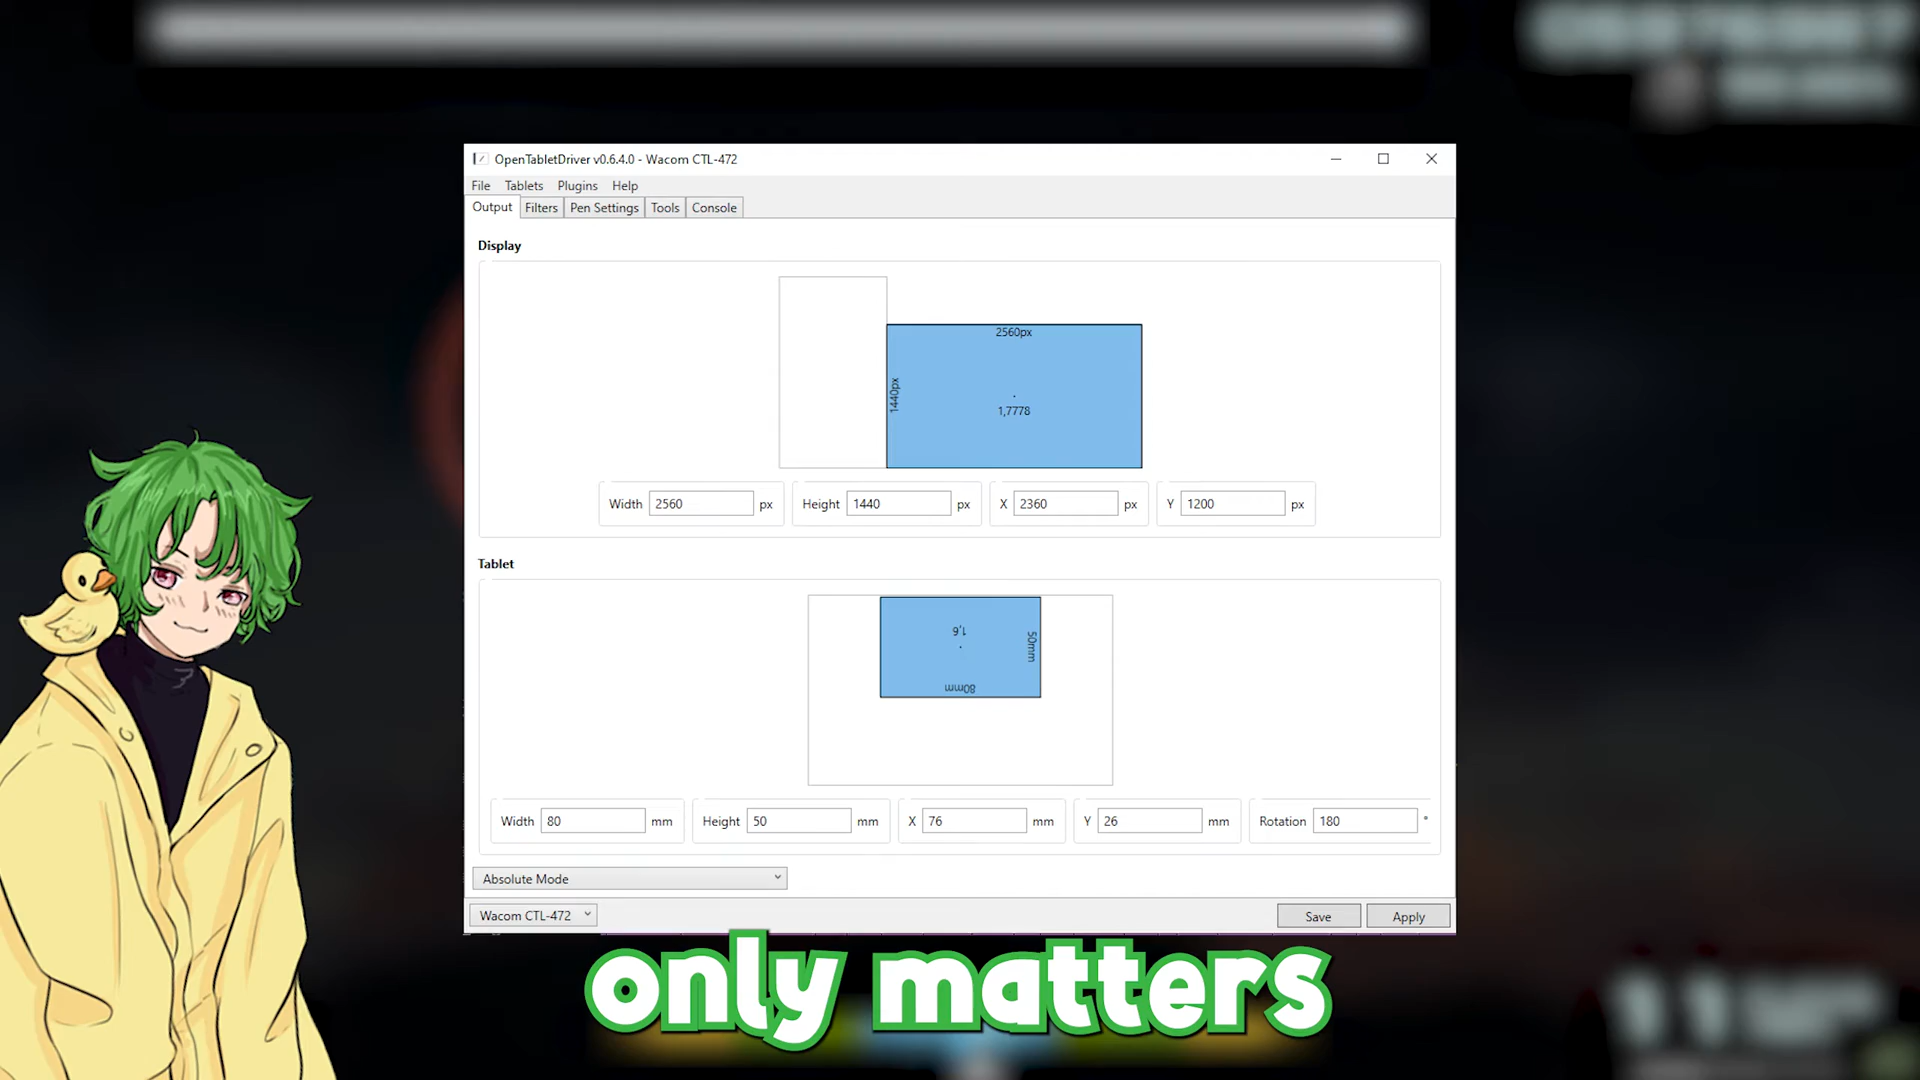 OpenTabletDriver v0.6.4.0 - Wacom CTL-472
File Tablets Plugins Help
Output Filters Pen Settings Tools Console
Display
2560px
1440px
1,7778
Width 2560 px Height 1440 px X 2360 px Y 1200 px
Tablet
1,6
50mm
80mm
Width 80 mm Height 50 mm X 76 mm Y 26 mm Rotation 180 °
Absolute Mode
Wacom CTL-472 Save Apply
only matters